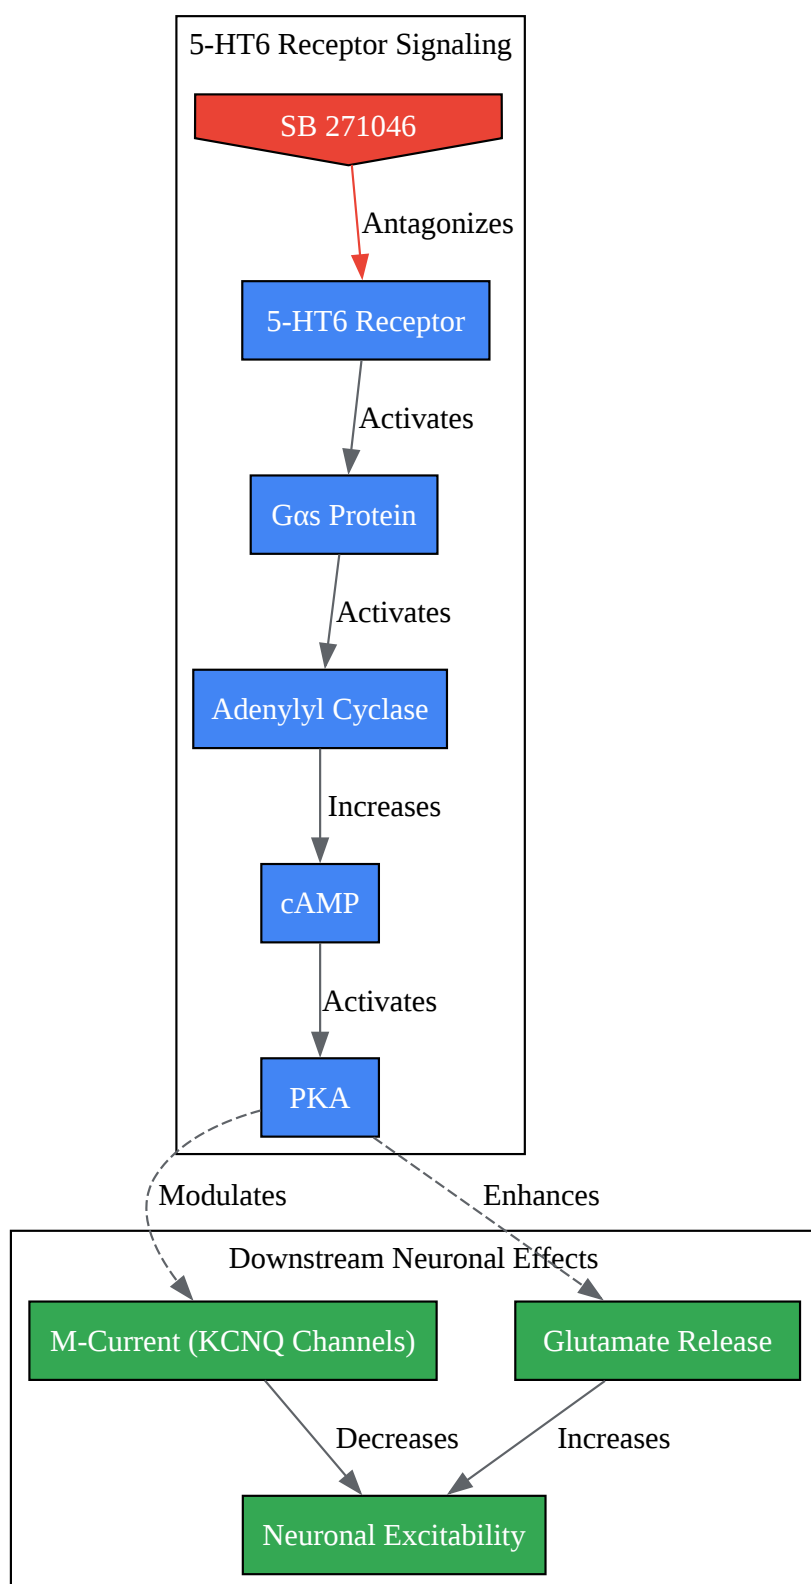 5-HT6 Receptor Signaling
SB 271046
Antagonizes
5-HT6 Receptor
Activates
Gαs Protein
Activates
Adenylyl Cyclase
Increases
cAMP
Activates
PKA
Modulates
Enhances
Downstream Neuronal Effects
M-Current (KCNQ Channels)
Glutamate Release
Decreases
Increases
Neuronal Excitability